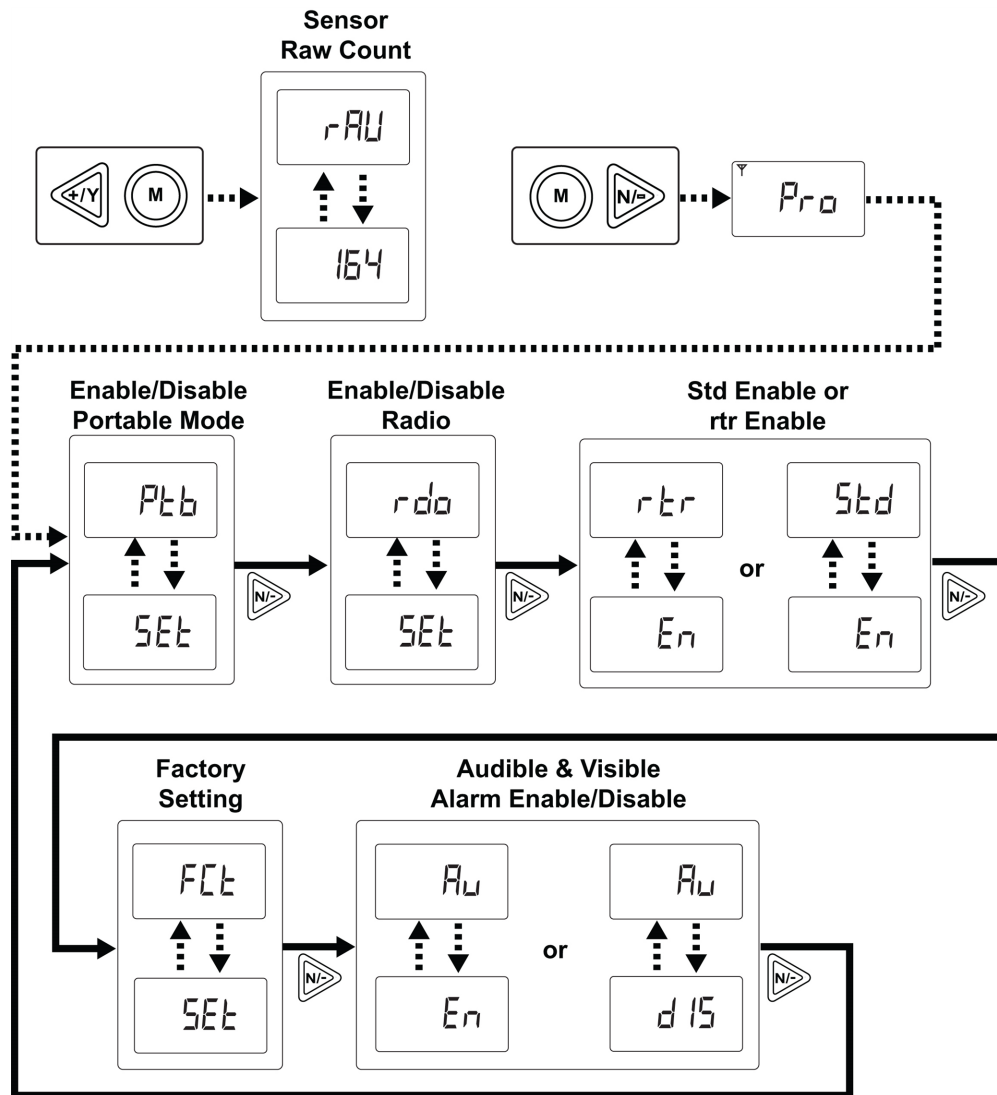 Sensor
Raw Count
rAU
+/Y
M
M
N/-
Pro
164
Enable/Disable
Portable Mode
Enable/Disable
Radio
Std Enable or
rtr Enable
Ptb
rdo
rtr
Std
or
N/-
N/-
N/-
SEt
SEt
En
En
Factory
Setting
Audible & Visible
Alarm Enable/Disable
FCt
Au
Au
or
N/-
N/-
SEt
En
dIS